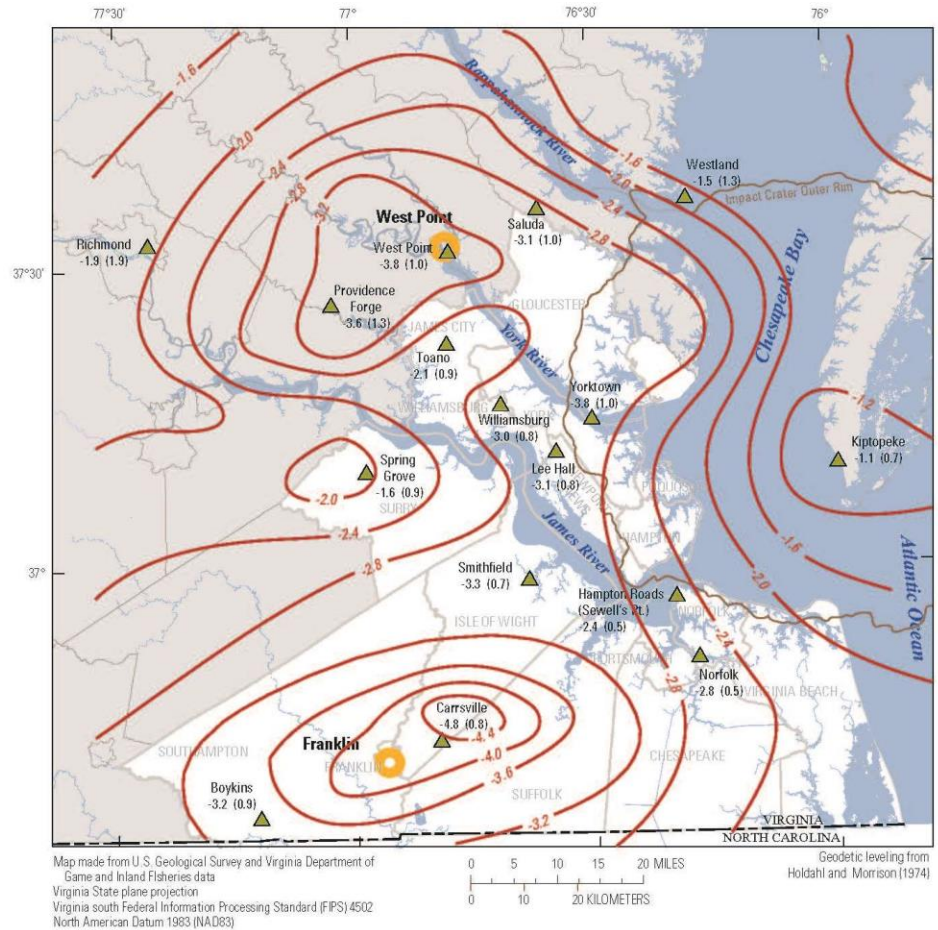 77°30'
77°
76°30'
76°
-1.6
-2.0
-2.4
-2.8
-3.2
Rappahannock River
-1.6
-2.0
-2.4
-2.8
Westland
-1.5 (1.3)
Impact Crater Outer Rim
West Point
West Point
-3.8 (1.0)
Saluda
-3.1 (1.0)
Richmond
-1.9 (1.9)
37°30'
37°30'
Providence
Forge
-3.6 (1.3)
Chesapeake Bay
GLOUCESTER
JAMES CITY
York River
Toano
-2.1 (0.9)
WILLIAMSBURG
YORK
Williamsburg
3.0 (0.8)
Yorktown
-3.8 (1.0)
-1.2
Kiptopeke
-1.1 (0.7)
Lee Hall
-3.1 (0.8)
NEWPORT
NEWS
POQUOSON
Spring
Grove
-1.6 (0.9)
-2.0
SURRY
-2.4
-2.8
James River
HAMPTON
-1.6
-2.0
Atlantic Ocean
37°
37°
Smithfield
-3.3 (0.7)
Hampton Roads
(Sewell's Pt.)
-2.4 (0.5)
NORFOLK
ISLE OF WIGHT
-2.4
PORTSMOUTH
-2.8
Norfolk
-2.8 (0.5)
VIRGINIA BEACH
Carrsville
-4.8 (0.8)
-4.4
-4.0
-3.6
-3.2
Franklin
FRANKLIN
SOUTHAMPTON
CHESAPEAKE
SUFFOLK
Boykins
-3.2 (0.9)
VIRGINIA
NORTH CAROLINA
Map made from U.S. Geological Survey and Virginia Department of
Game and Inland FIsheries data
Virginia State plane projection
Virginia south Federal Information Processing Standard (FIPS) 4502
North American Datum 1983 (NAD83)
0 5 10 15 20 MILES
0 10 20 KILOMETERS
Geodetic leveling from
Holdahl and Morrison (1974)